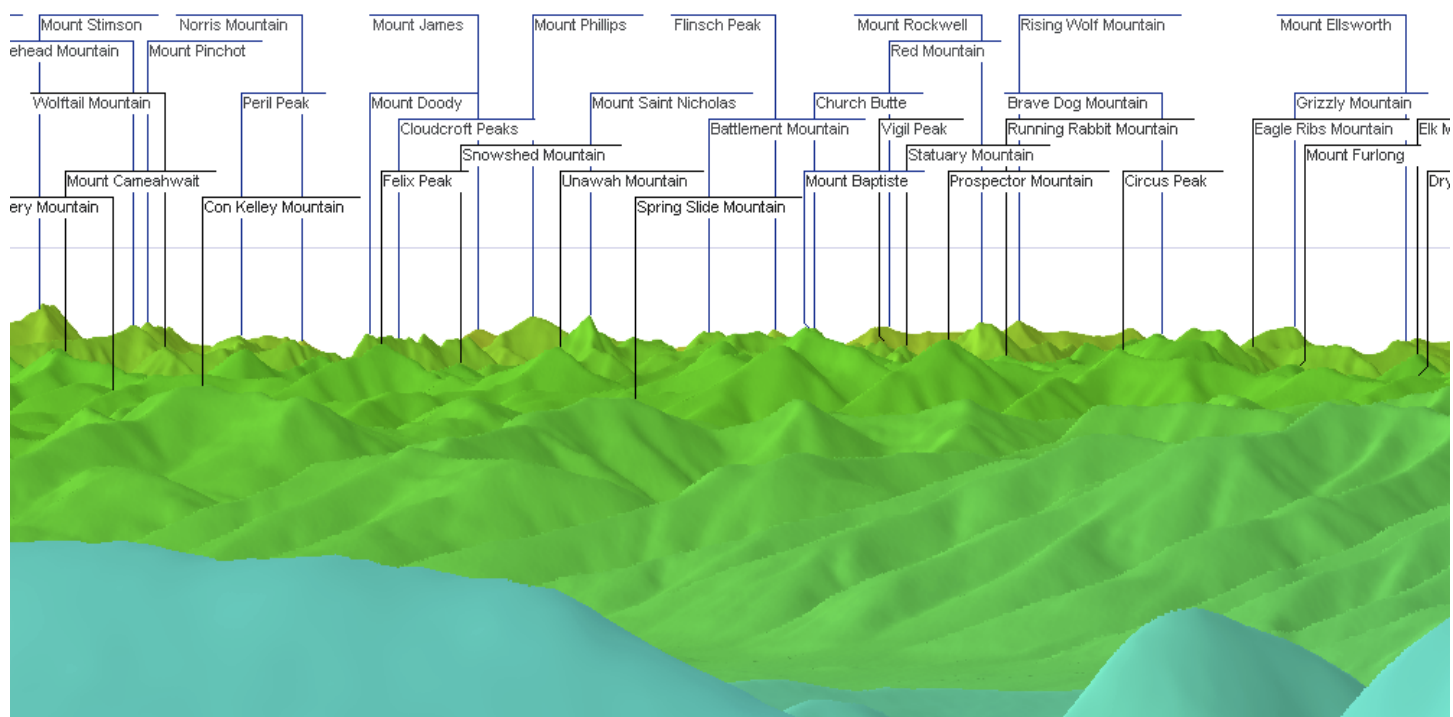 Mount Stimson
Norris Mountain
Mount James
Mount Phillips
Flinsch Peak
Mount Rockwell
Rising Wolf Mountain
Mount Ellsworth
ehead Mountain
Mount Pinchot
Red Mountain
Wolftail Mountain
Peril Peak
Mount Doody
Mount Saint Nicholas
Church Butte
Brave Dog Mountain
Grizzly Mountain
Cloudcroft Peaks
Battlement Mountain
Vigil Peak
Running Rabbit Mountain
Eagle Ribs Mountain
Elk M
Snowshed Mountain
Statuary Mountain
Mount Furlong
Mount Cameahwait
Felix Peak
Unawah Mountain
Mount Baptiste
Prospector Mountain
Circus Peak
Dry
ery Mountain
Con Kelley Mountain
Spring Slide Mountain